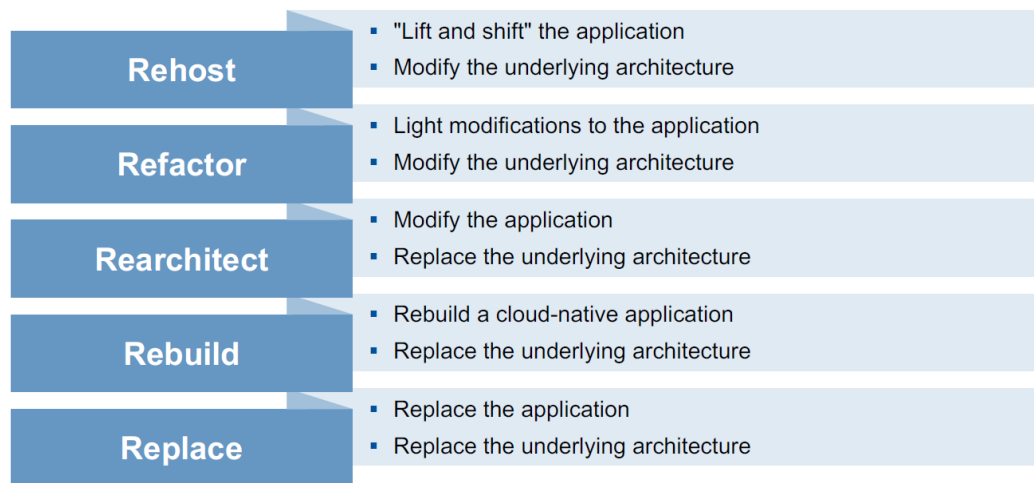 Rehost
▪ "Lift and shift" the application
▪ Modify the underlying architecture
Refactor
▪ Light modifications to the application
▪ Modify the underlying architecture
Rearchitect
▪ Modify the application
▪ Replace the underlying architecture
Rebuild
▪ Rebuild a cloud-native application
▪ Replace the underlying architecture
Replace
▪ Replace the application
▪ Replace the underlying architecture